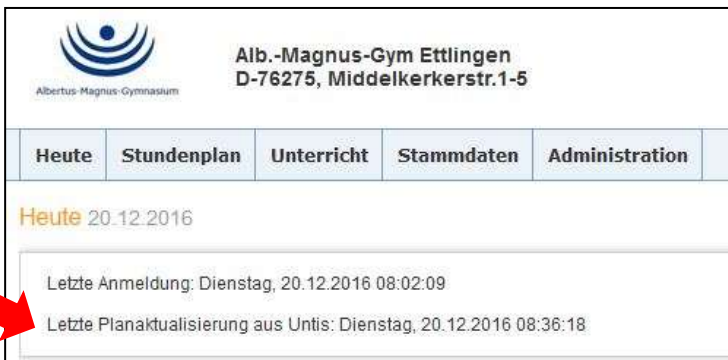 Albertus-Magnus-Gymnasium
Alb.-Magnus-Gym Ettlingen
D-76275, Middelkerkerstr.1-5
Heute Stundenplan Unterricht Stammdaten Administration
Heute 20.12.2016
Letzte Anmeldung: Dienstag, 20.12.2016 08:02:09
Letzte Planaktualisierung aus Untis: Dienstag, 20.12.2016 08:36:18